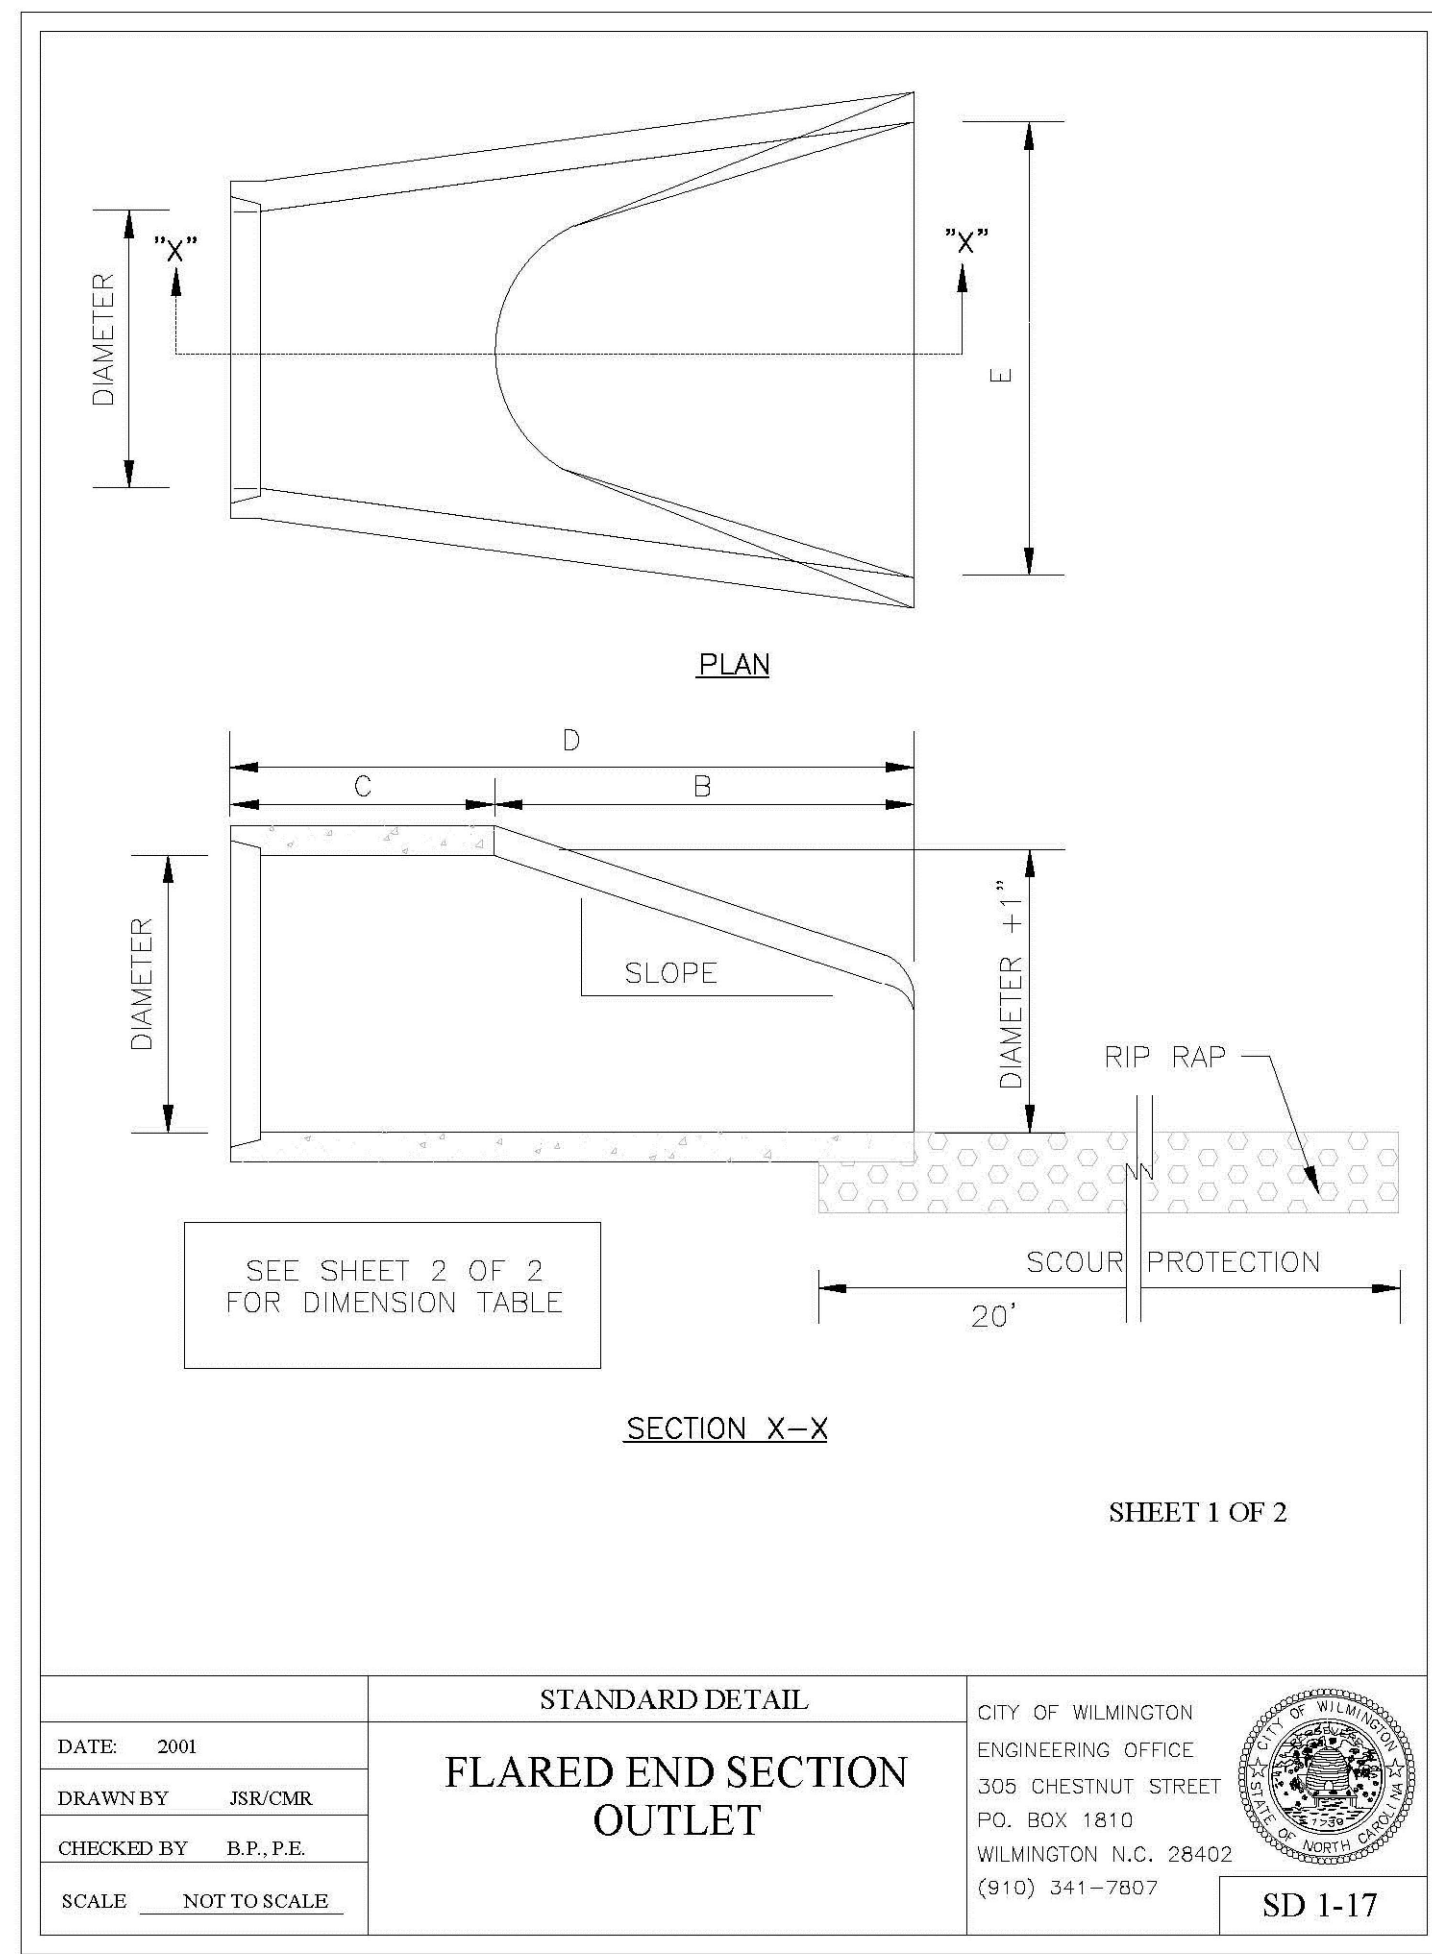 DIAMETER
"X"
"X"
E
PLAN
D
C
B
DIAMETER
SLOPE
DIAMETER +1"
RIP RAP
SCOUR PROTECTION
20'
SEE SHEET 2 OF 2
FOR DIMENSION TABLE
SECTION X-X
SHEET 1 OF 2
STANDARD DETAIL
DATE: 2001
DRAWN BY JSR/CMR
CHECKED BY B.P., P.E.
SCALE NOT TO SCALE
FLARED END SECTION
OUTLET
CITY OF WILMINGTON
ENGINEERING OFFICE
305 CHESTNUT STREET
PO. BOX 1810
WILMINGTON N.C. 28402
(910) 341-7807
CITY OF WILMINGTON
STATE OF NORTH CAROLINA
1739
SD 1-17